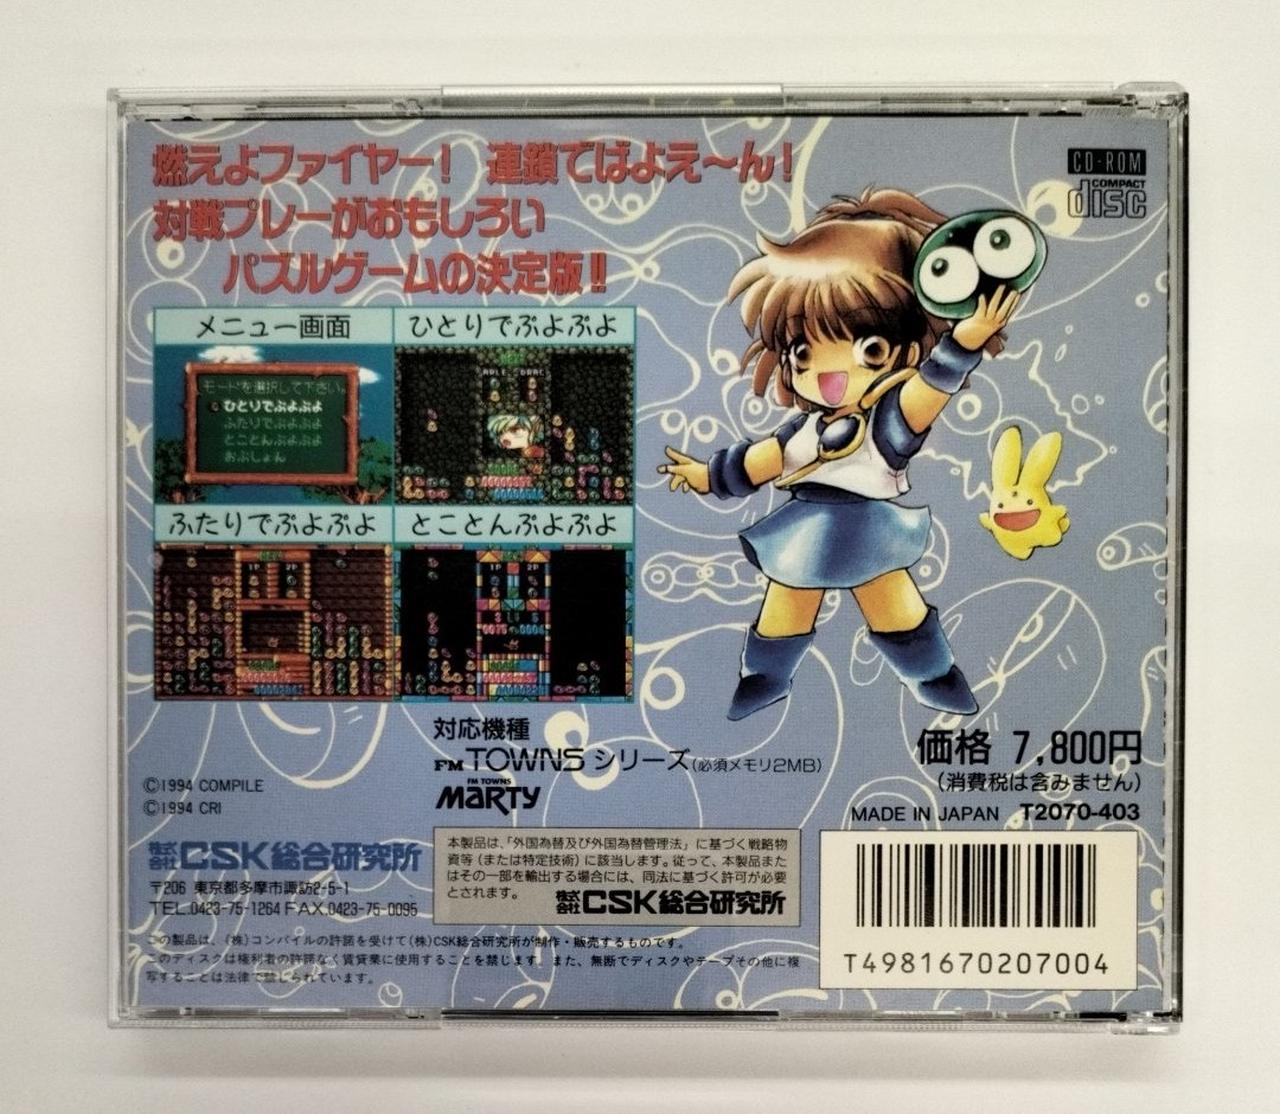 燃えよファイヤー! 連鎖でばよえ〜ん!
対戦プレーがおもしろい
パズルゲームの決定版!!
CD-ROM
COMPACT
disc
メニュー画面
ひとりでぷよぷよ
モードを選択して下さい。
ひとりでぷよぷよ
ふたりでぷよぷよ
とことんぷよぷよ
おぷしょん
ふたりでぷよぷよ
とことんぷよぷよ
1P 2P
1P 2P
対応機種
FM TOWNS シリーズ(必須メモリ2MB)
FM TOWNS
MARTY
価格 7,800円
(消費税は含みません)
MADE IN JAPAN T2070-403
©1994 COMPILE
©1994 CRI
株式会社CSK総合研究所
〒206 東京都多摩市諏訪2-5-1
TEL.0423-75-1264 FAX.0423-75-0095
本製品は、「外国為替及び外国為替管理法」に基づく戦略物
資等(または特定技術)に該当します。従って、本製品また
はその一部を輸出する場合には、同法に基づく許可が必要
とされます。
株式会社CSK総合研究所
この製品は、(株)コンパイルの許諾を受けて(株)CSK総合研究所が制作・販売するものです。
このディスクは権利者の許諾なく賃貸業に使用することを禁じます。また、無断でディスクやテープその他に複
写することは法律で禁じられています。
T4981670207004